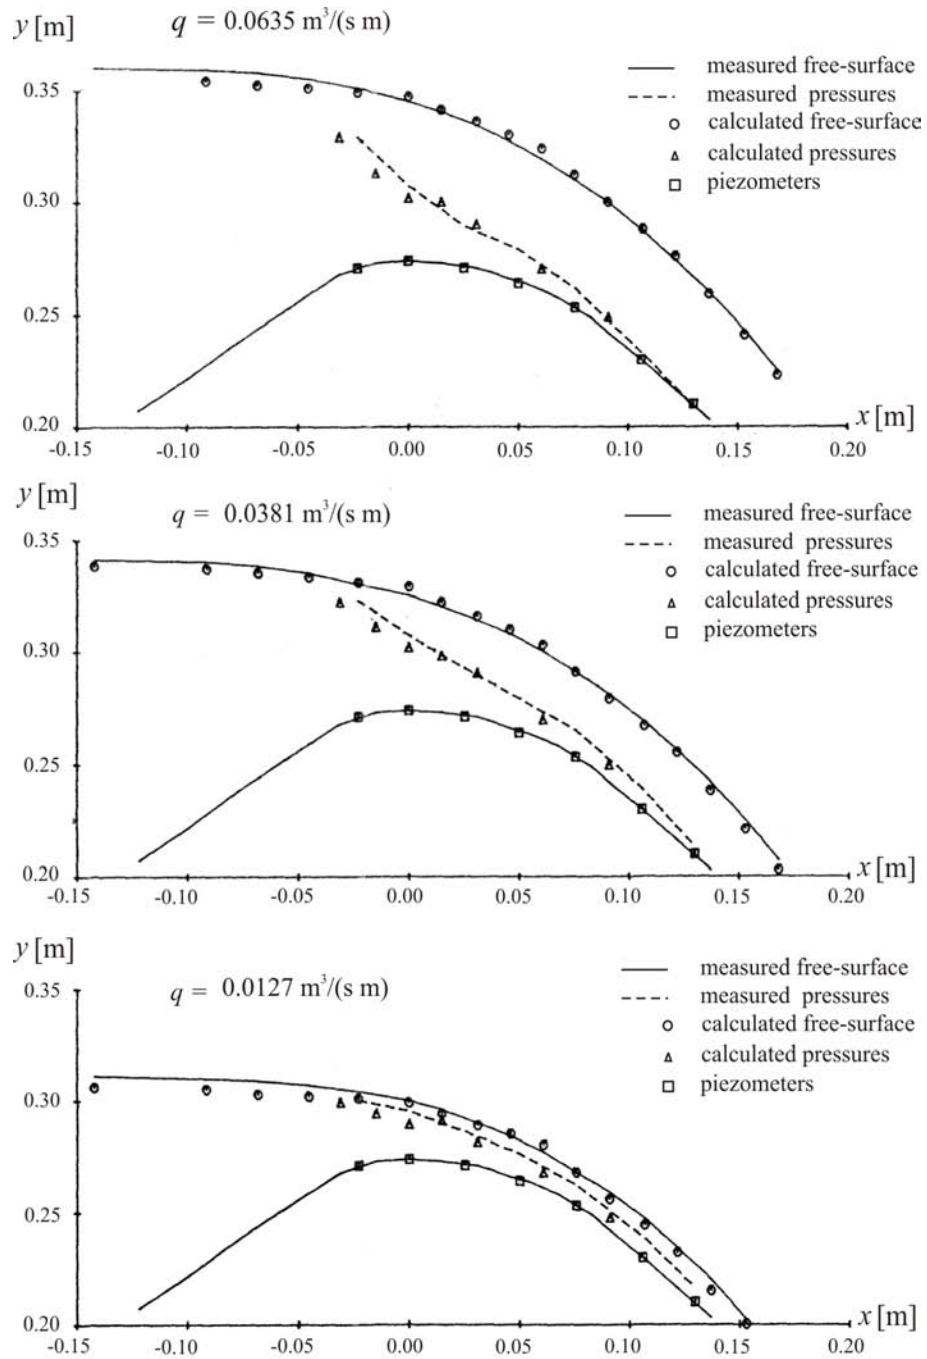 y [m]
q = 0.0635 m³/(s m)
measured free-surface
measured pressures
calculated free-surface
calculated pressures
piezometers
0.35
0.30
0.25
0.20
x [m]
-0.15 -0.10 -0.05 0.00 0.05 0.10 0.15 0.20
y [m]
q = 0.0381 m³/(s m)
measured free-surface
measured pressures
calculated free-surface
calculated pressures
piezometers
0.35
0.30
0.25
0.20
x [m]
-0.15 -0.10 -0.05 0.00 0.05 0.10 0.15 0.20
y [m]
q = 0.0127 m³/(s m)
measured free-surface
measured pressures
calculated free-surface
calculated pressures
piezometers
0.35
0.30
0.25
0.20
x [m]
-0.15 -0.10 -0.05 0.00 0.05 0.10 0.15 0.20